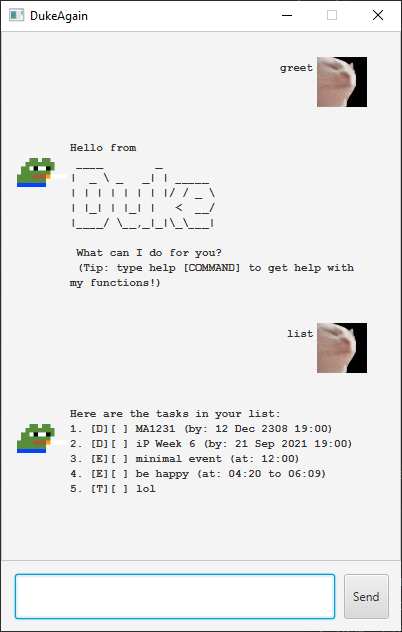 DukeAgain
greet
Hello from
 ____        _
|  _ \ _   _| | _____
| | | | | | | |/ / _ \
| |_| | |_| |   <  __/
|____/ \__,_|_|\_\___|
What can I do for you?
(Tip: type help [COMMAND] to get help with
my functions!)
list
Here are the tasks in your list:
1. [D][ ] MA1231 (by: 12 Dec 2308 19:00)
2. [D][ ] iP Week 6 (by: 21 Sep 2021 19:00)
3. [E][ ] minimal event (at: 12:00)
4. [E][ ] be happy (at: 04:20 to 06:09)
5. [T][ ] lol
Send